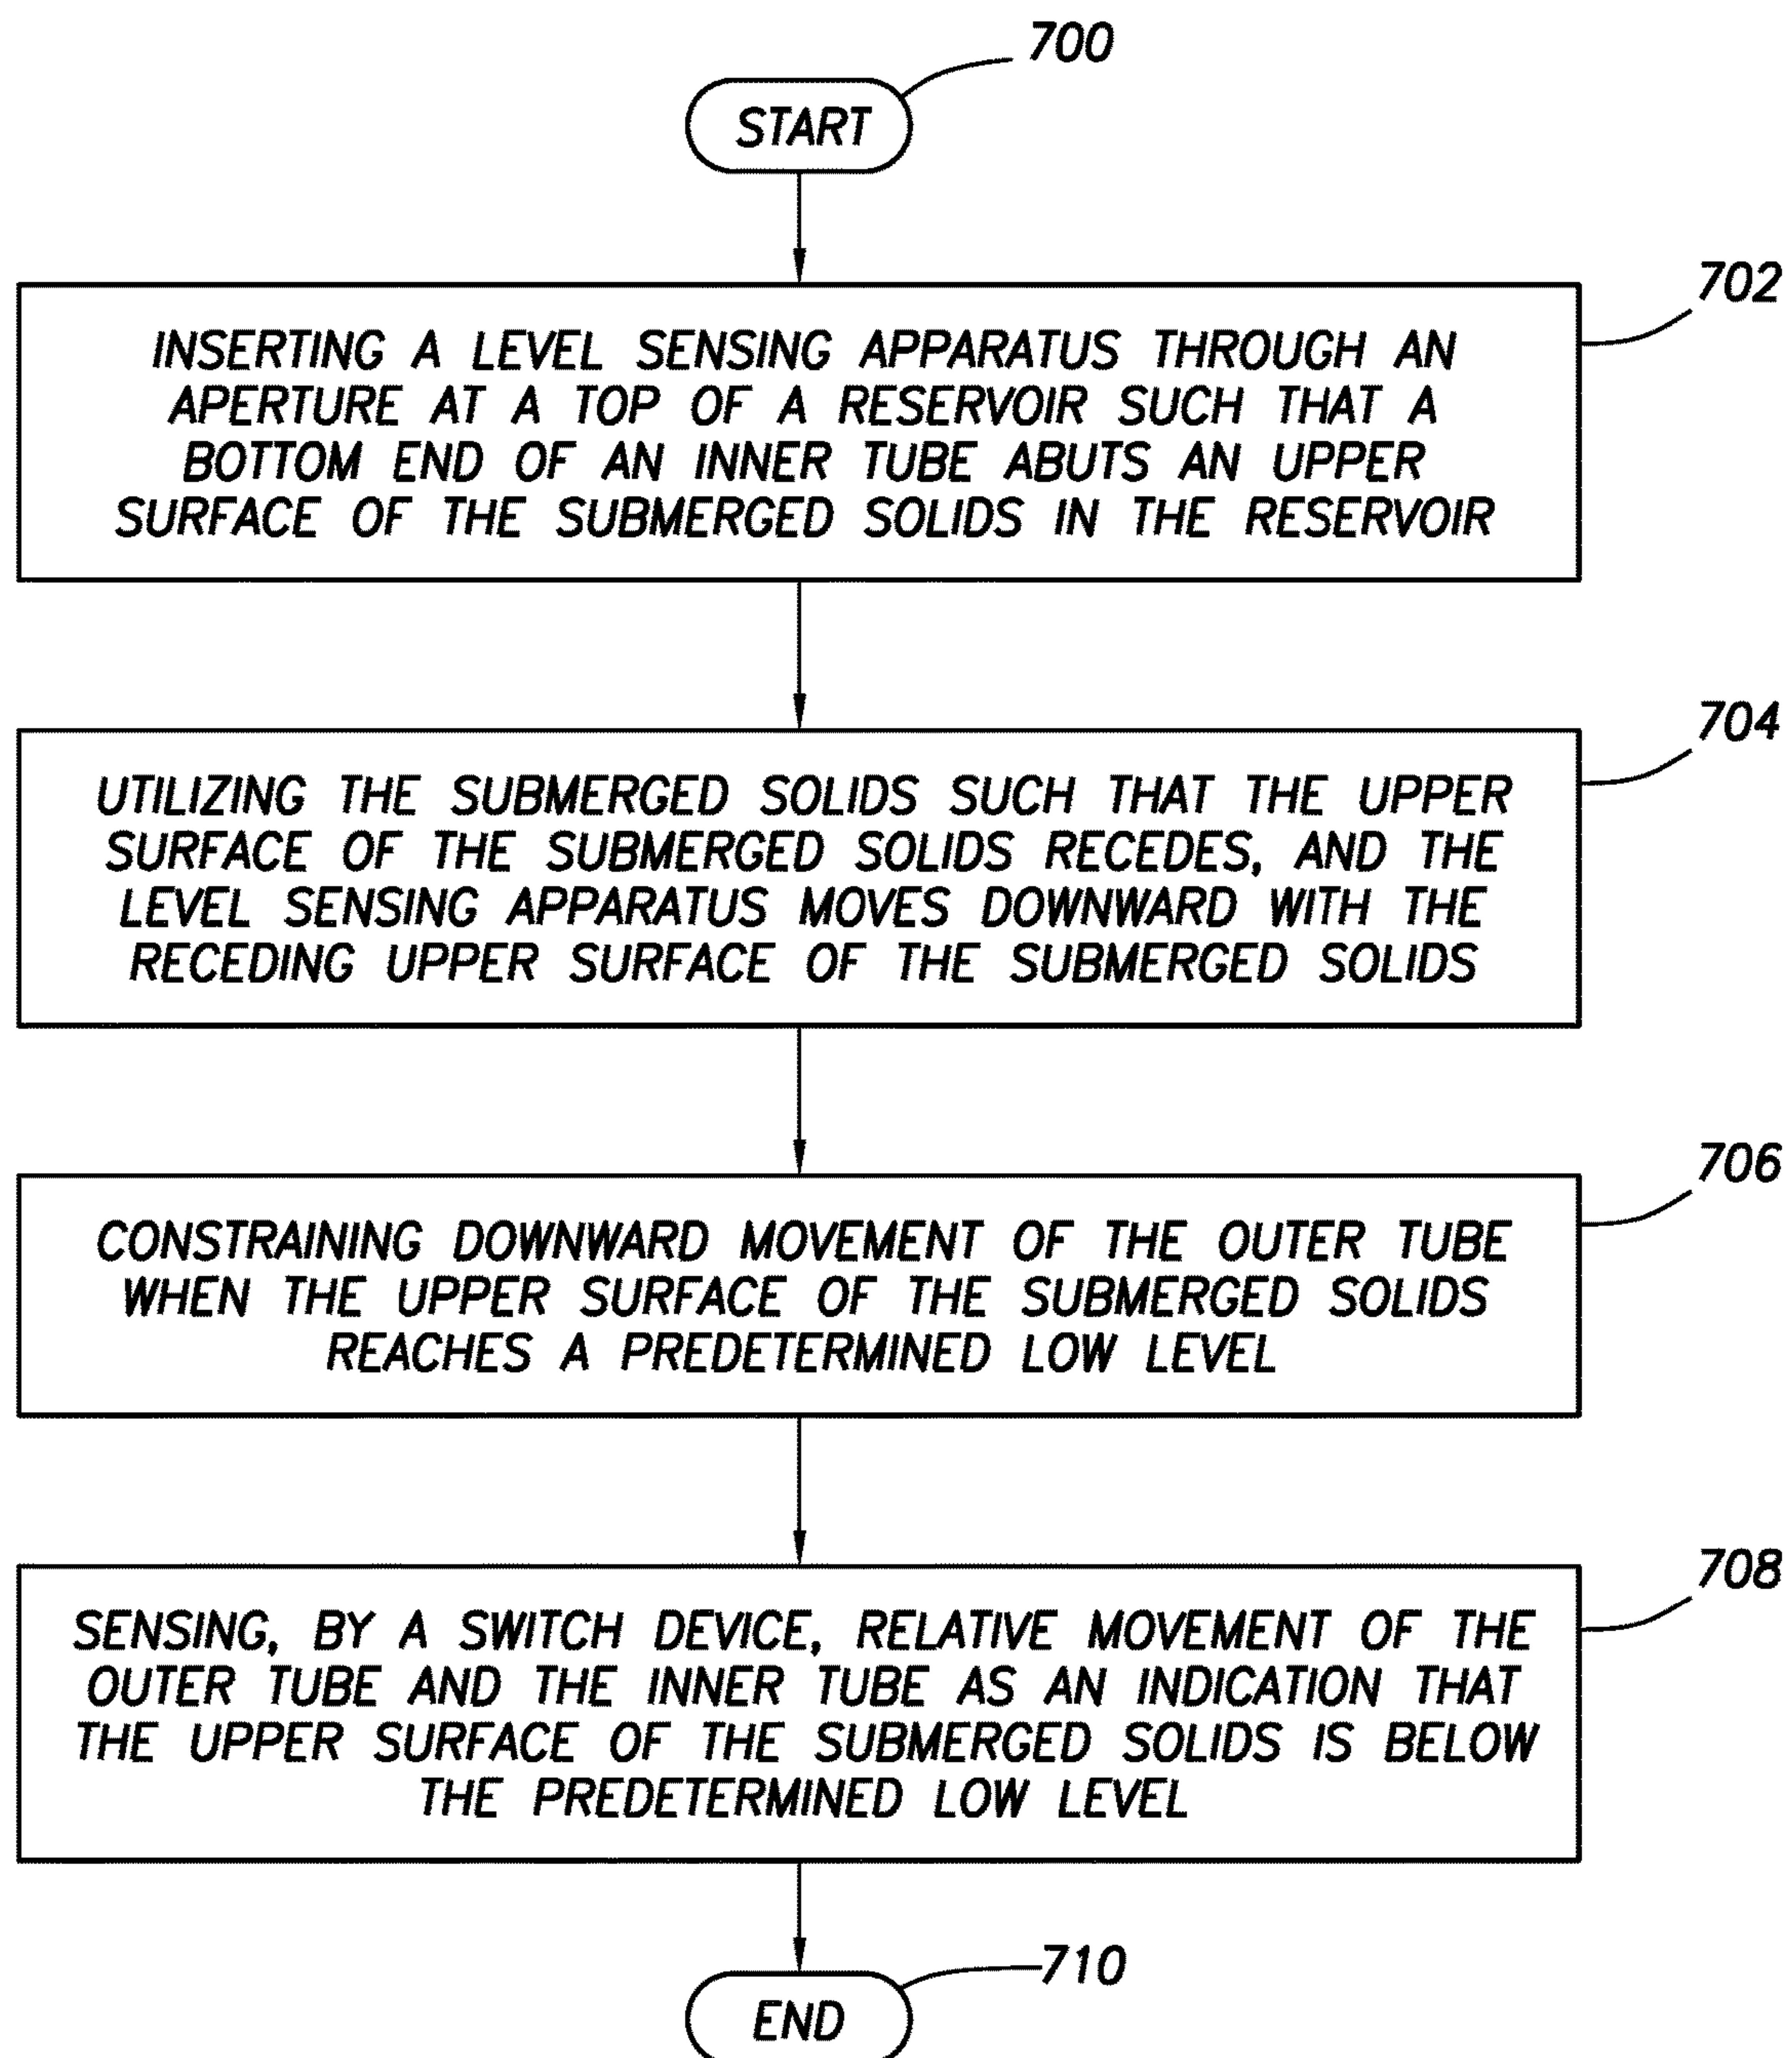 700
START
702
INSERTING A LEVEL SENSING APPARATUS THROUGH AN
APERTURE AT A TOP OF A RESERVOIR SUCH THAT A
BOTTOM END OF AN INNER TUBE ABUTS AN UPPER
SURFACE OF THE SUBMERGED SOLIDS IN THE RESERVOIR
704
UTILIZING THE SUBMERGED SOLIDS SUCH THAT THE UPPER
SURFACE OF THE SUBMERGED SOLIDS RECEDES, AND THE
LEVEL SENSING APPARATUS MOVES DOWNWARD WITH THE
RECEDING UPPER SURFACE OF THE SUBMERGED SOLIDS
706
CONSTRAINING DOWNWARD MOVEMENT OF THE OUTER TUBE
WHEN THE UPPER SURFACE OF THE SUBMERGED SOLIDS
REACHES A PREDETERMINED LOW LEVEL
708
SENSING, BY A SWITCH DEVICE, RELATIVE MOVEMENT OF THE
OUTER TUBE AND THE INNER TUBE AS AN INDICATION THAT
THE UPPER SURFACE OF THE SUBMERGED SOLIDS IS BELOW
THE PREDETERMINED LOW LEVEL
710
END